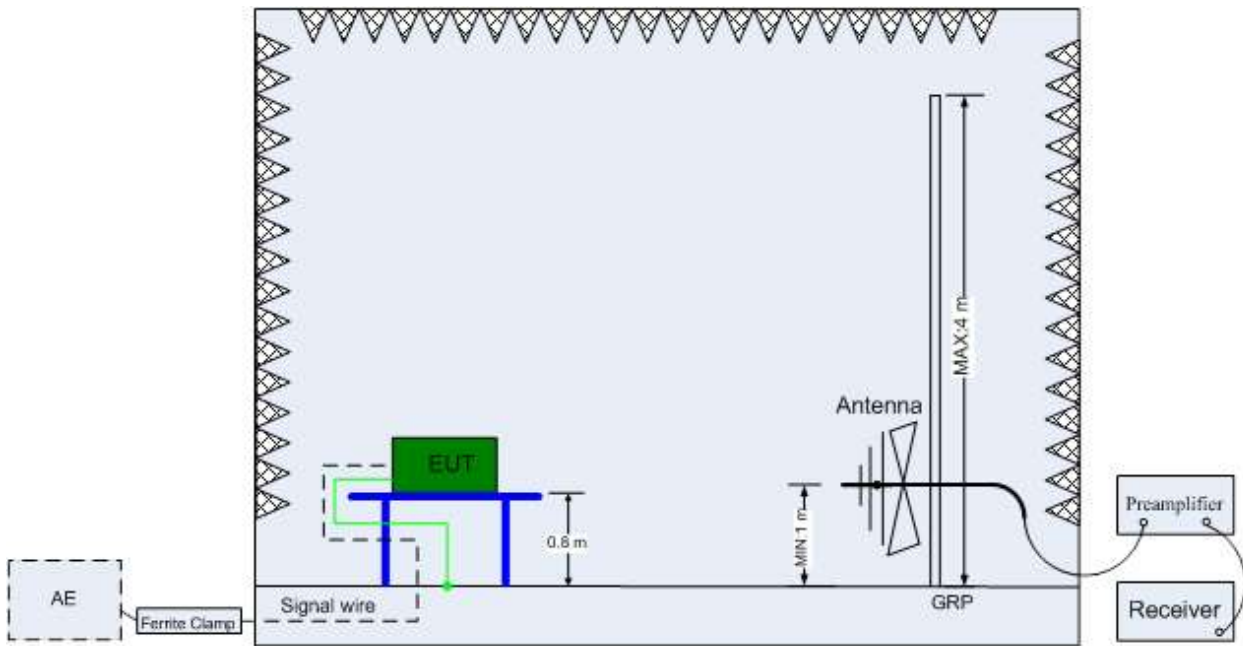 MAX:4 m
Antenna
EUT
Preamplifier
MIN:1 m
0.8 m
AE
Signal wire
GRP
Receiver
Ferrite Clamp